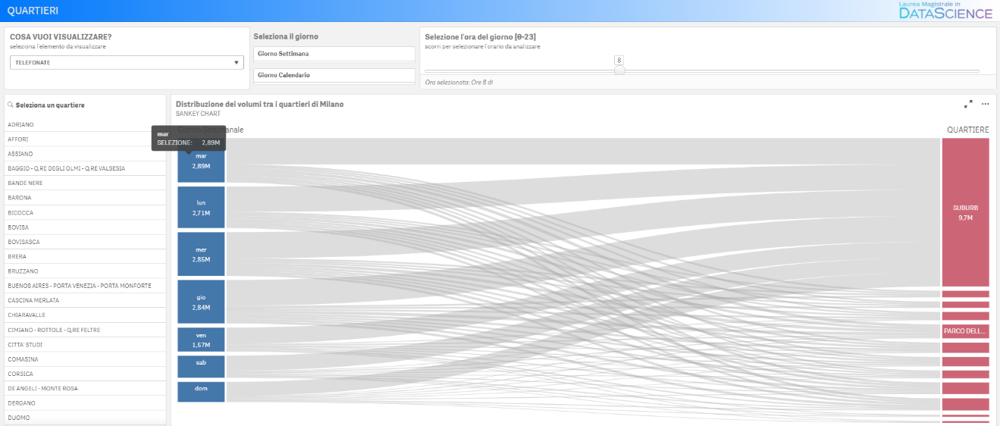 QUARTIERI
Laurea Magistrale in
DATASCIENCE
COSA VUOI VISUALIZZARE?
seleziona l'elemento da visualizzare
TELEFONATE
Seleziona il giorno
Giorno Settimana
Giorno Calendario
Selezione l'ora del giorno [0-23]
scorri per selezionare l'orario da analizzare
8
Ora selezionata: Ore 8 di
Seleziona un quartiere
ADRIANO
AFFORI
ASSIANO
BAGGIO - Q.RE DEGLI OLMI - Q.RE VALSESIA
BANDE NERE
BARONA
BICOCCA
BOVISA
BOVISASCA
BRERA
BRUZZANO
BUENOS AIRES - PORTA VENEZIA - PORTA MONFORTE
CASCINA MERLATA
CHIARAVALLE
CIMIANO - ROTTOLE - Q.RE FELTRE
CITTA' STUDI
COMASINA
CORSICA
DE ANGELI - MONTE ROSA
DERGANO
DUOMO
Distribuzione dei volumi tra i quartieri di Milano
SANKEY CHART
Giorno Settimanale
QUARTIERE
mar
SELEZIONE: 2,89M
mar
2,89M
lun
2,71M
mer
2,85M
gio
2,84M
ven
1,57M
sab
dom
SUBURB
9,7M
PARCO DELL...